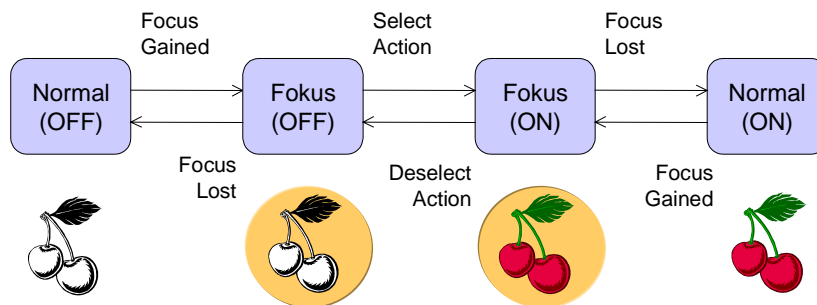 Focus
Gained
Select
Action
Focus
Lost
Normal
(OFF)
Fokus
(OFF)
Fokus
(ON)
Normal
(ON)
Focus
Lost
Deselect
Action
Focus
Gained